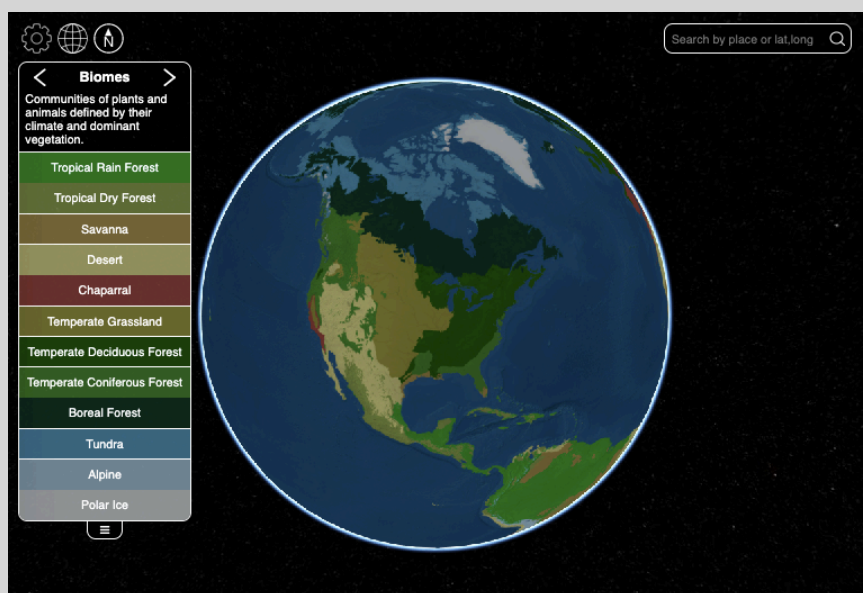 N
Search by place or lat,long
Biomes
Communities of plants and
animals defined by their
climate and dominant
vegetation.
Tropical Rain Forest
Tropical Dry Forest
Savanna
Desert
Chaparral
Temperate Grassland
Temperate Deciduous Forest
Temperate Coniferous Forest
Boreal Forest
Tundra
Alpine
Polar Ice